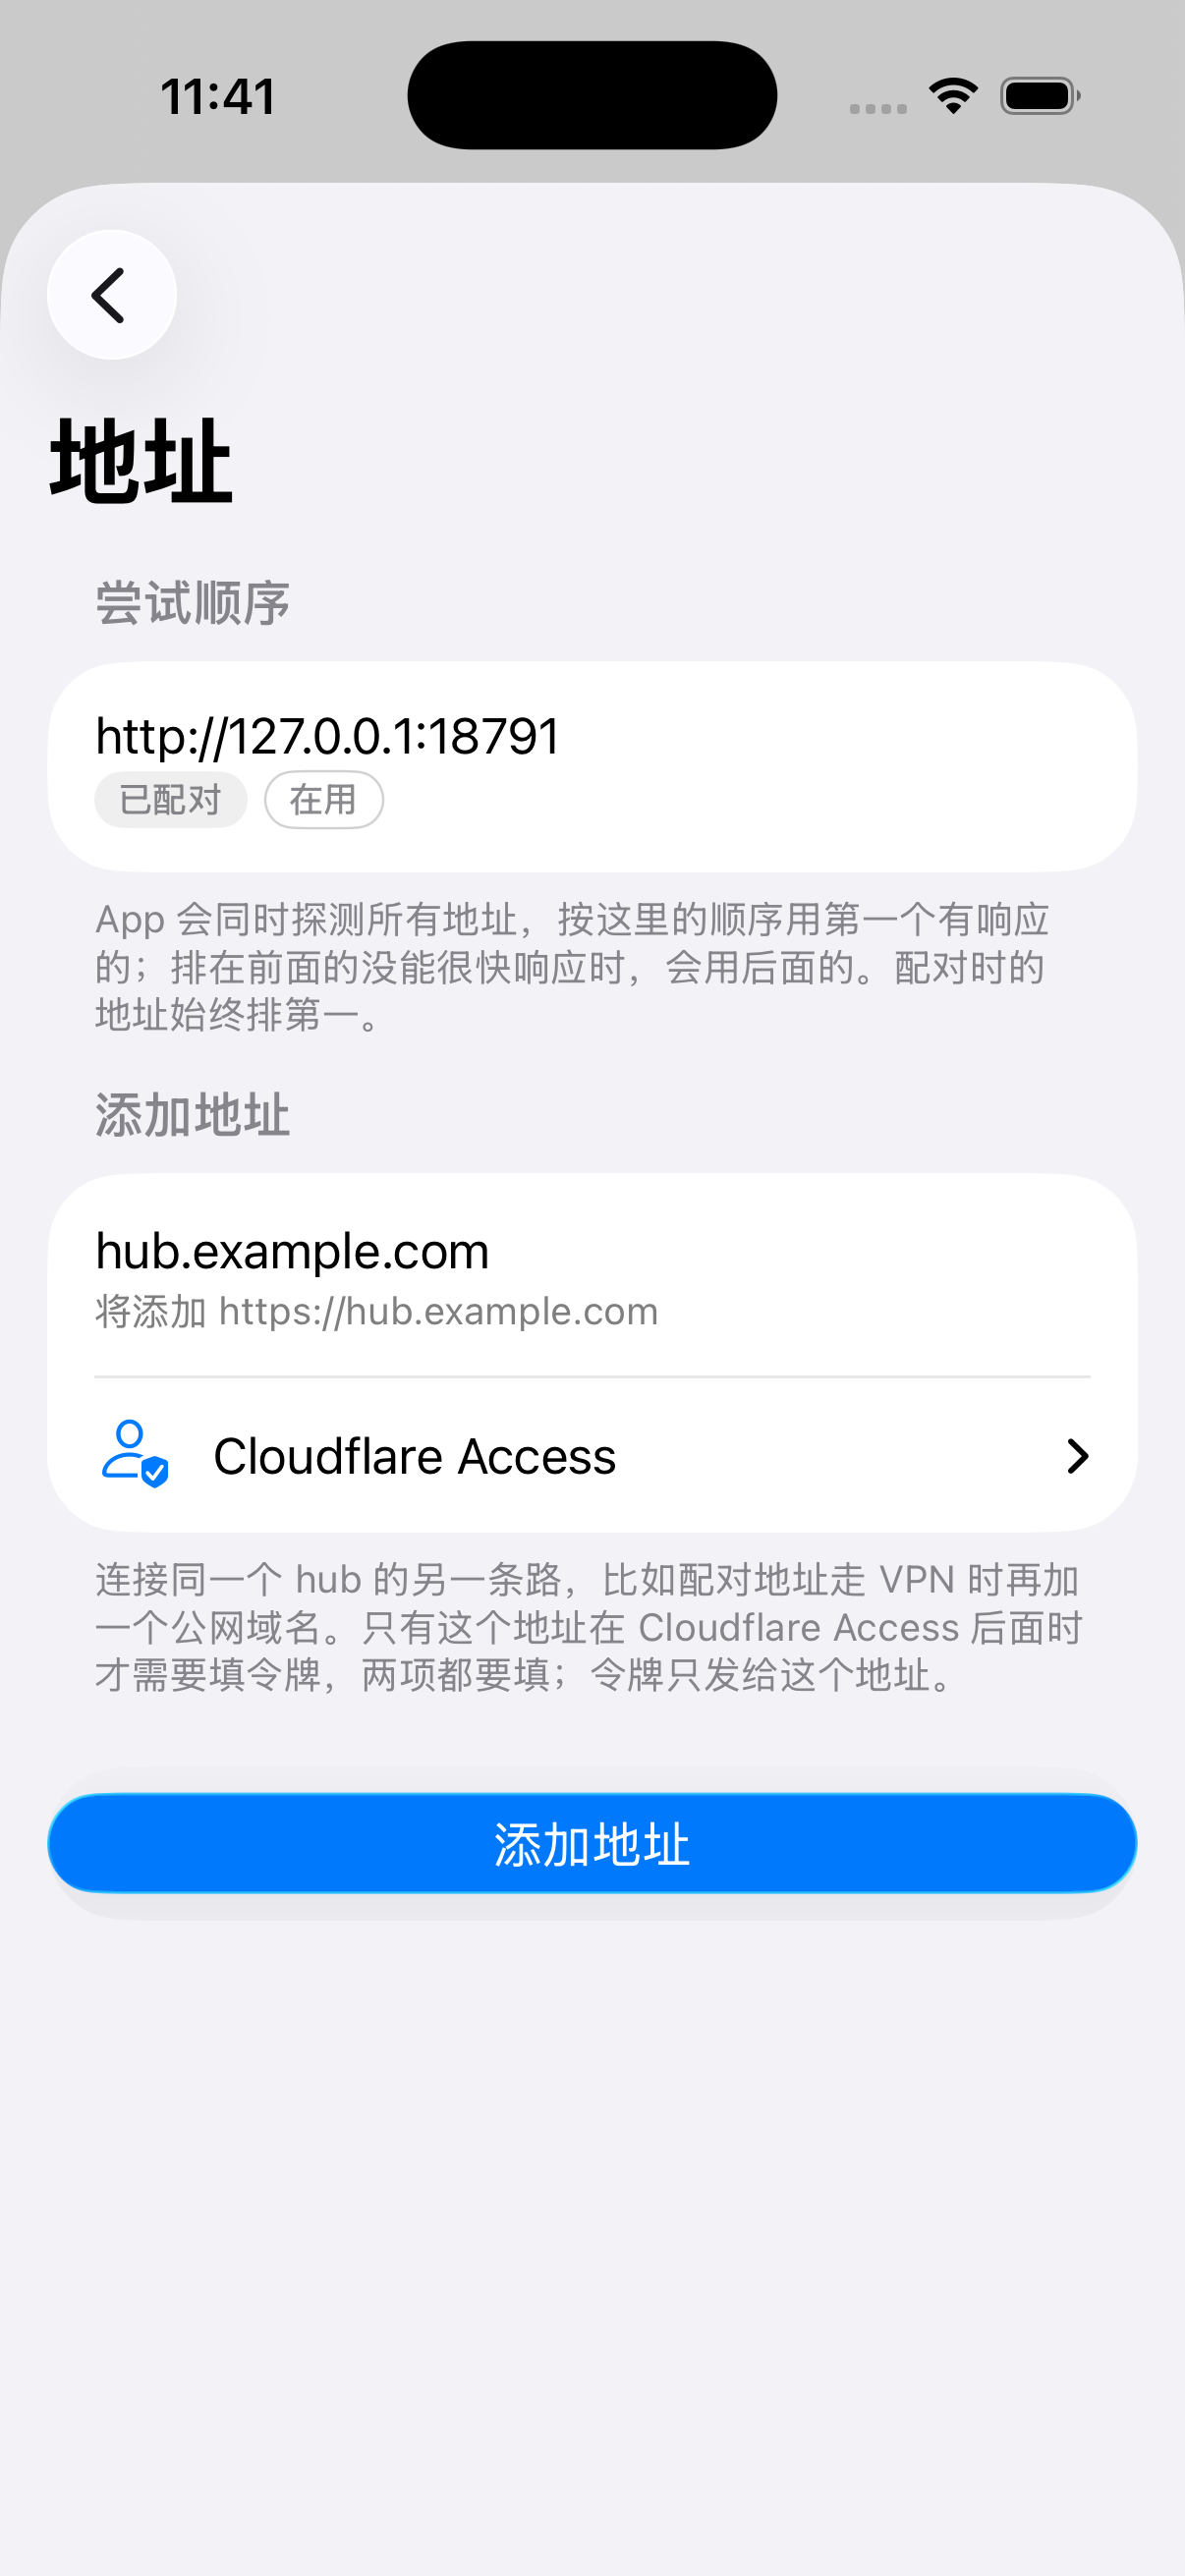 11:41
地址
尝试顺序
http://127.0.0.1:18791
已配对 在用
App 会同时探测所有地址，按这里的顺序用第一个有响应
的；排在前面的没能很快响应时，会用后面的。配对时的
地址始终排第一。
添加地址
hub.example.com
将添加 https://hub.example.com
Cloudflare Access
连接同一个 hub 的另一条路，比如配对地址走 VPN 时再加
一个公网域名。只有这个地址在 Cloudflare Access 后面时
才需要填令牌，两项都要填；令牌只发给这个地址。
添加地址